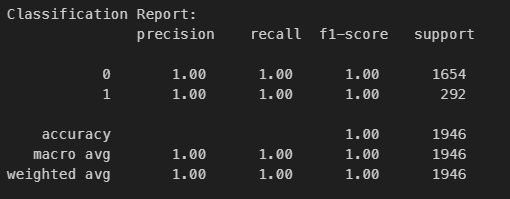 Classification Report:
precision recall f1-score support
0 1.00 1.00 1.00 1654
1 1.00 1.00 1.00 292
accuracy 1.00 1946
macro avg 1.00 1.00 1.00 1946
weighted avg 1.00 1.00 1.00 1946